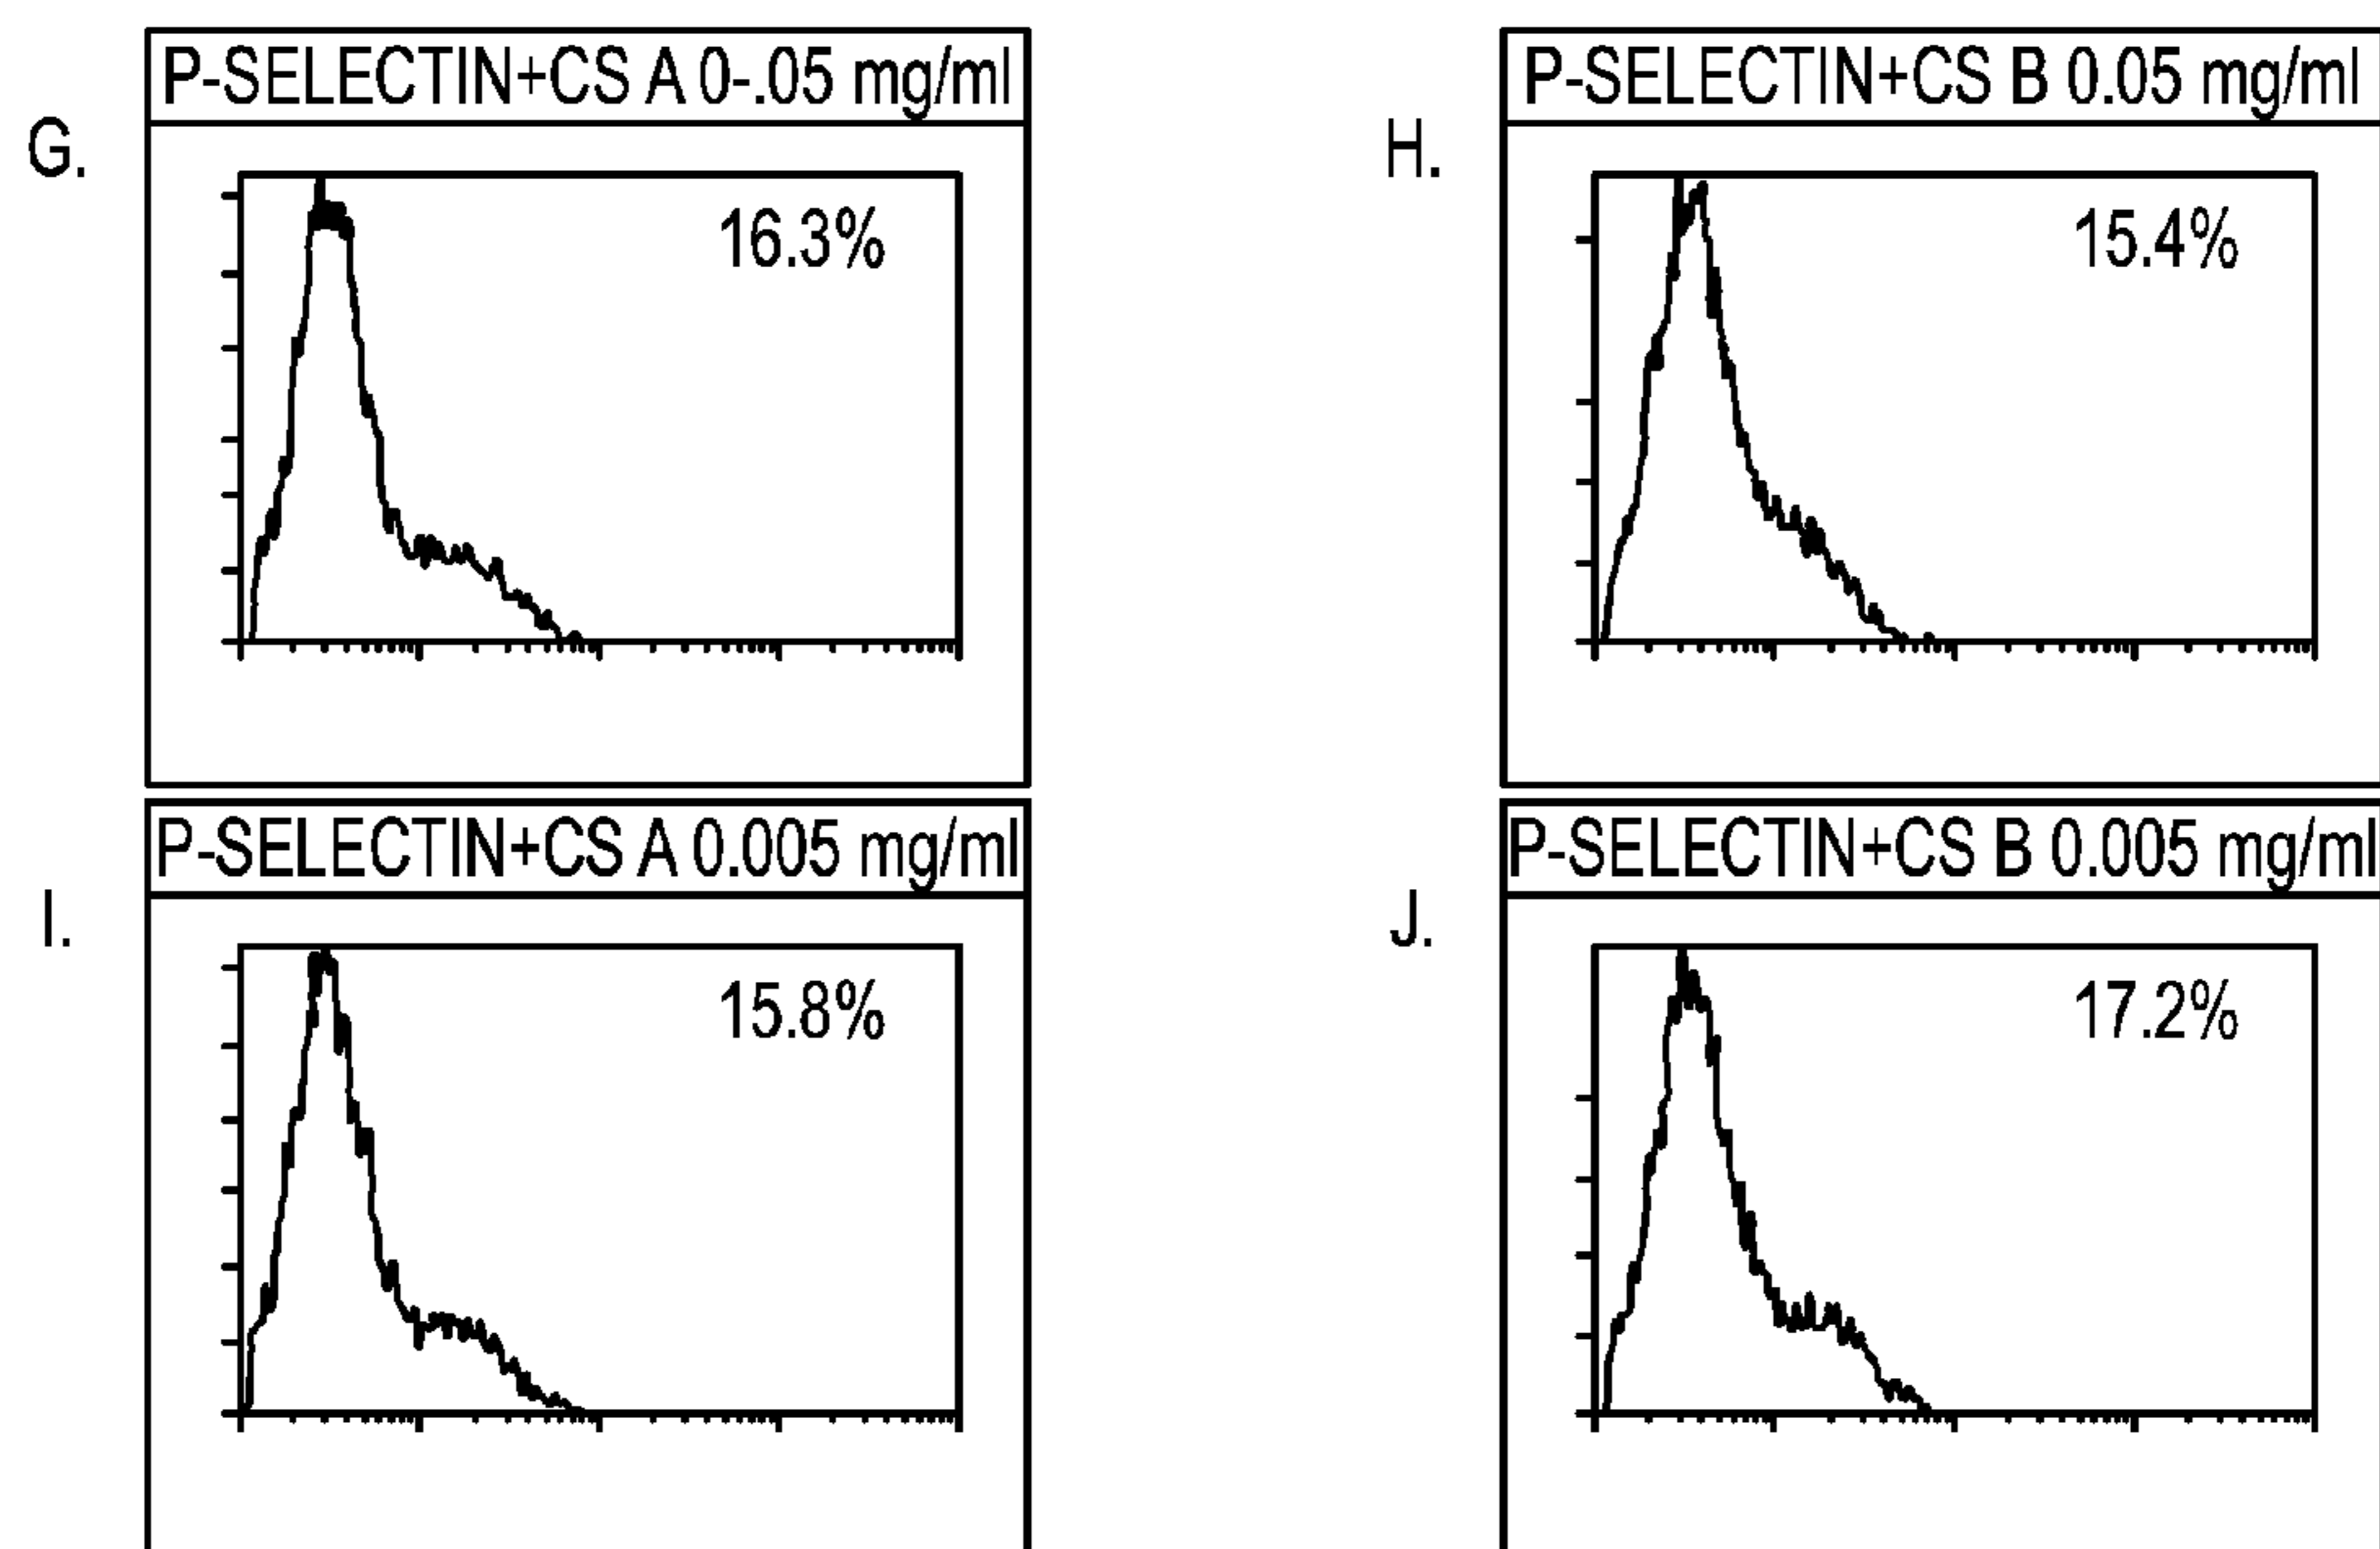 P-SELECTIN+CS A 0-.05 mg/ml
G.
16.3%
P-SELECTIN+CS B 0.05 mg/ml
H.
15.4%
P-SELECTIN+CS A 0.005 mg/ml
I.
15.8%
P-SELECTIN+CS B 0.005 mg/ml
J.
17.2%